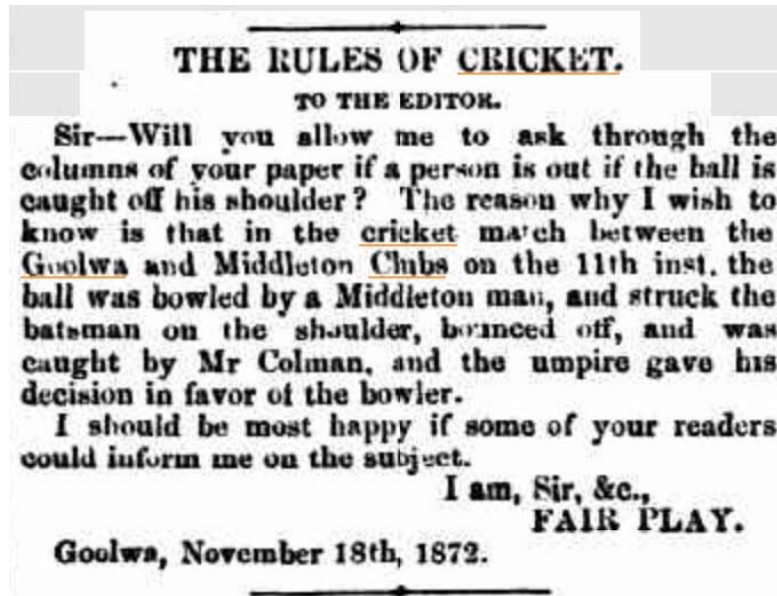 THE RULES OF CRICKET.
TO THE EDITOR.
Sir—Will you allow me to ask through the
columns of your paper if a person is out if the ball is
caught off his shoulder? The reason why I wish to
know is that in the cricket match between the
Goolwa and Middleton Clubs on the 11th inst. the
ball was bowled by a Middleton man, and struck the
batsman on the shoulder, bounced off, and was
caught by Mr Colman, and the umpire gave his
decision in favor of the bowler.
I should be most happy if some of your readers
could inform me on the subject.
I am, Sir, &c.,
FAIR PLAY.
Goolwa, November 18th, 1872.